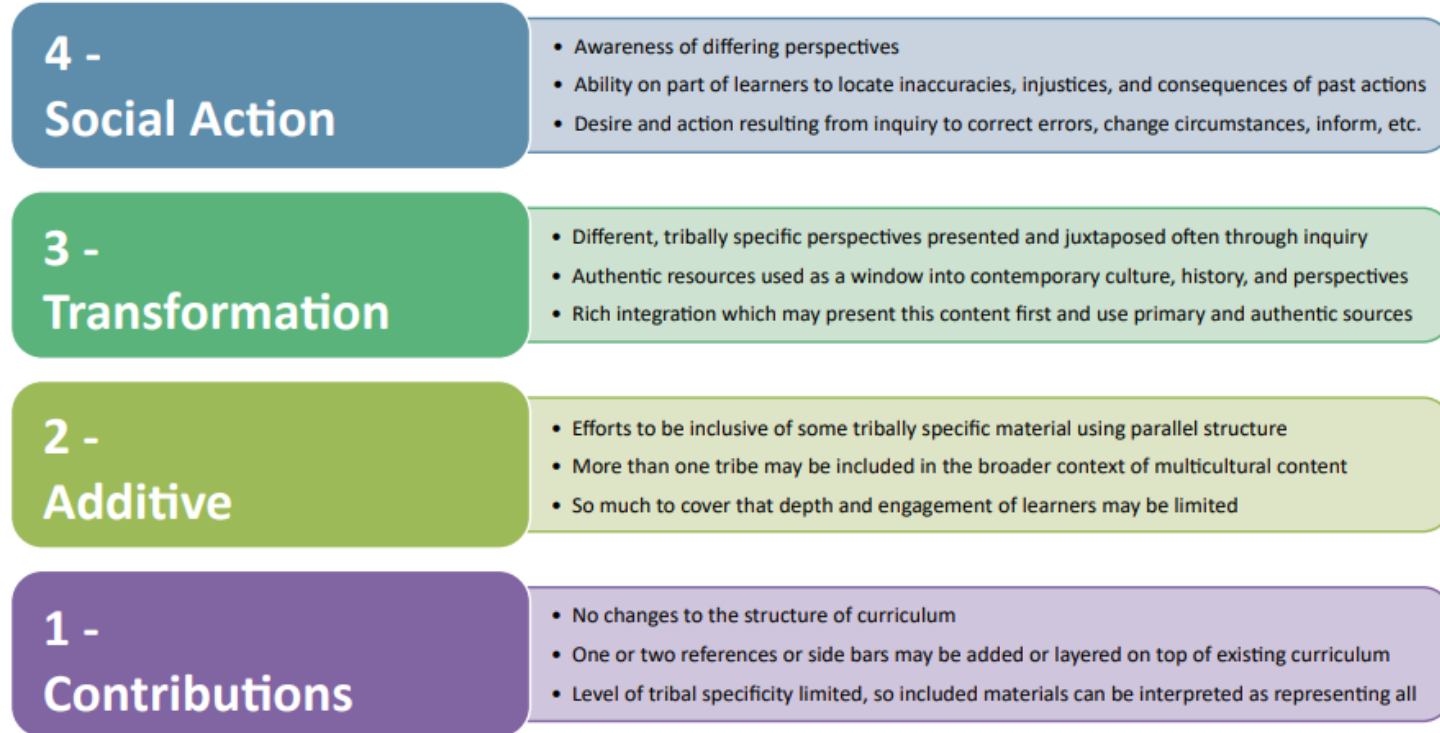 4 -
Social Action
• Awareness of differing perspectives
• Ability on part of learners to locate inaccuracies, injustices, and consequences of past actions
• Desire and action resulting from inquiry to correct errors, change circumstances, inform, etc.
3 -
Transformation
• Different, tribally specific perspectives presented and juxtaposed often through inquiry
• Authentic resources used as a window into contemporary culture, history, and perspectives
• Rich integration which may present this content first and use primary and authentic sources
2 -
Additive
• Efforts to be inclusive of some tribally specific material using parallel structure
• More than one tribe may be included in the broader context of multicultural content
• So much to cover that depth and engagement of learners may be limited
1 -
Contributions
• No changes to the structure of curriculum
• One or two references or side bars may be added or layered on top of existing curriculum
• Level of tribal specificity limited, so included materials can be interpreted as representing all